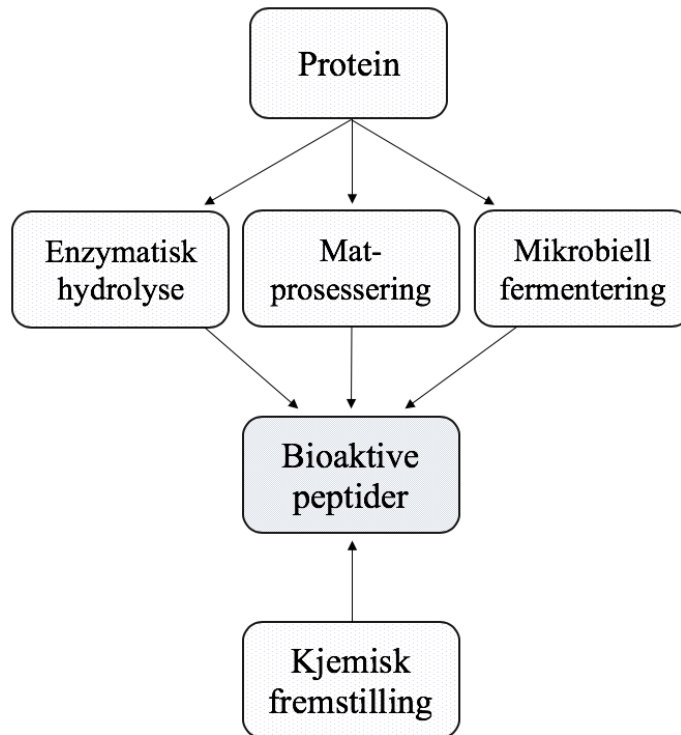 Protein
Enzymatisk
hydrolyse
Mat-
prosessering
Mikrobiell
fermentering
Bioaktive
peptider
Kjemisk
fremstilling